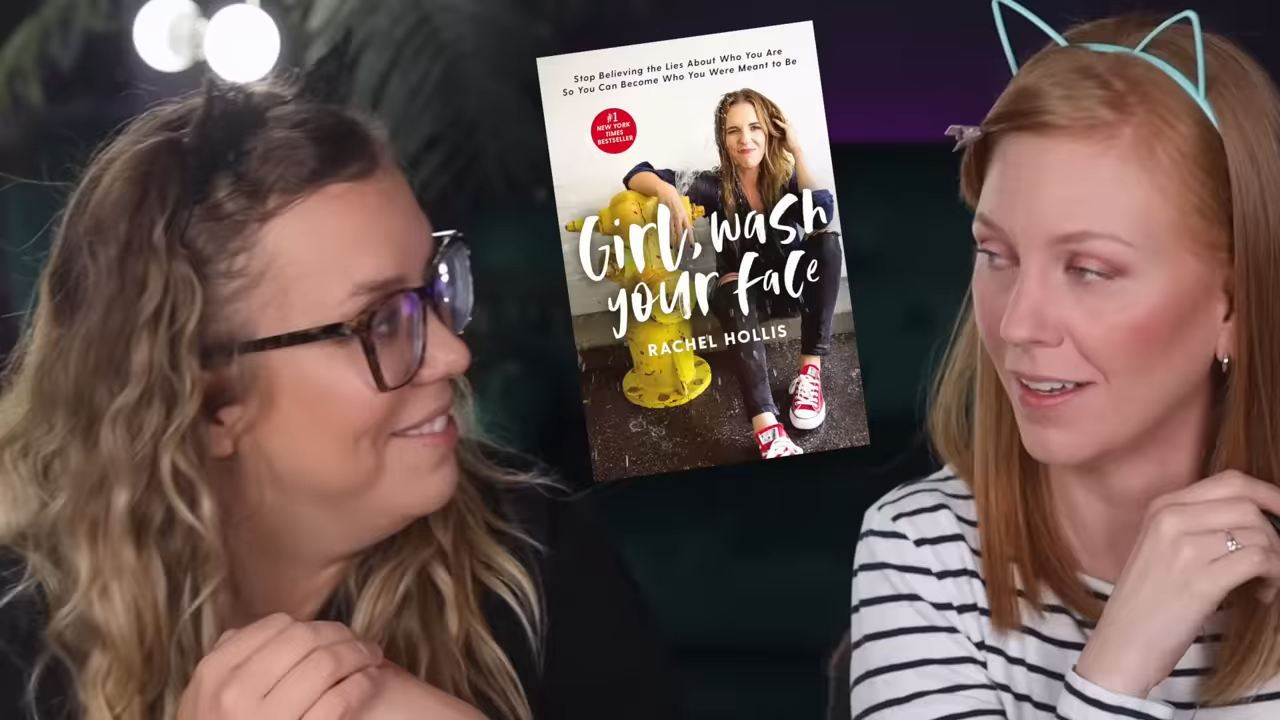 Stop Believing the Lies About Who You Are
So You Can Become Who You Were Meant to Be
#1
NEW YORK
TIMES
BESTSELLER
Girl, wash
your face
RACHEL HOLLIS